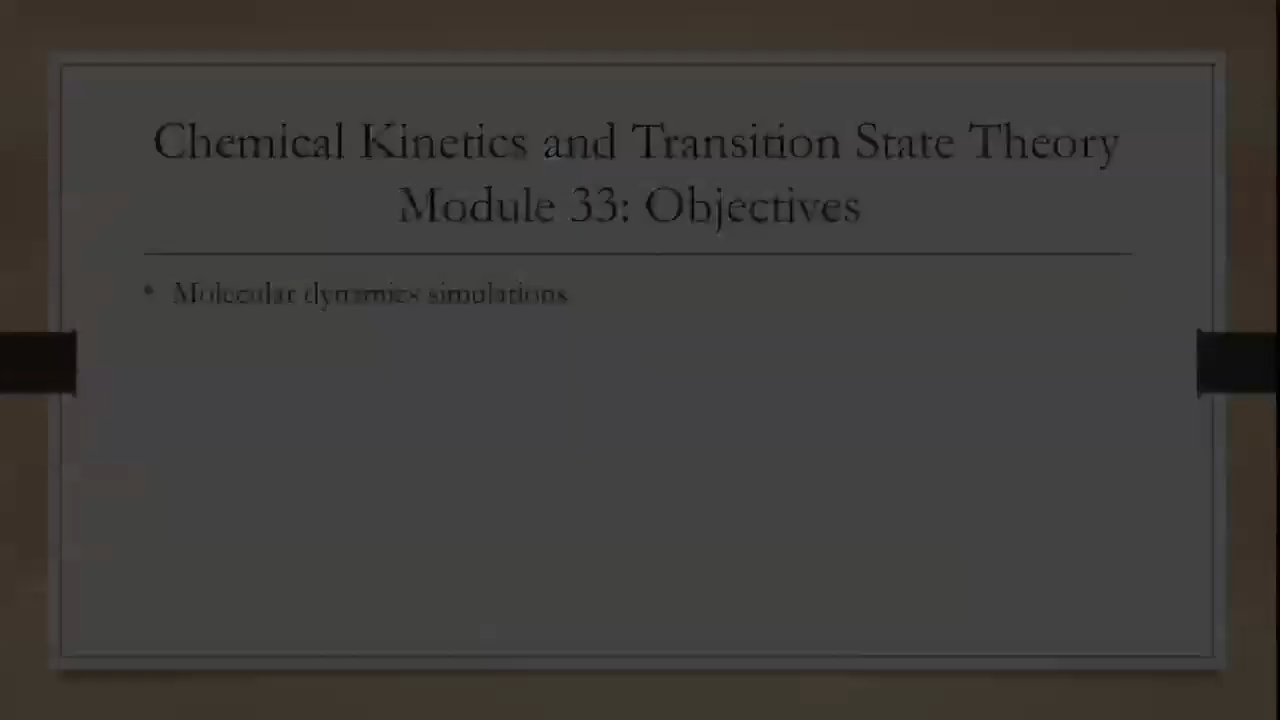 Chemical Kinetics and Transition State Theory
Module 33: Objectives
• Molecular dynamics simulations